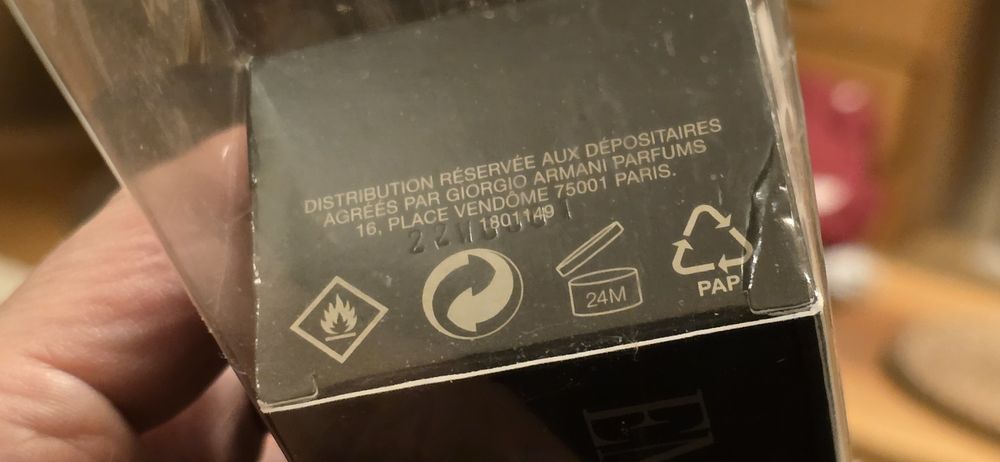 DISTRIBUTION RÉSERVÉE AUX DÉPOSITAIRES
AGRÉÉS PAR GIORGIO ARMANI PARFUMS
16, PLACE VENDÔME 75001 PARIS.
1801149
24M
PAP